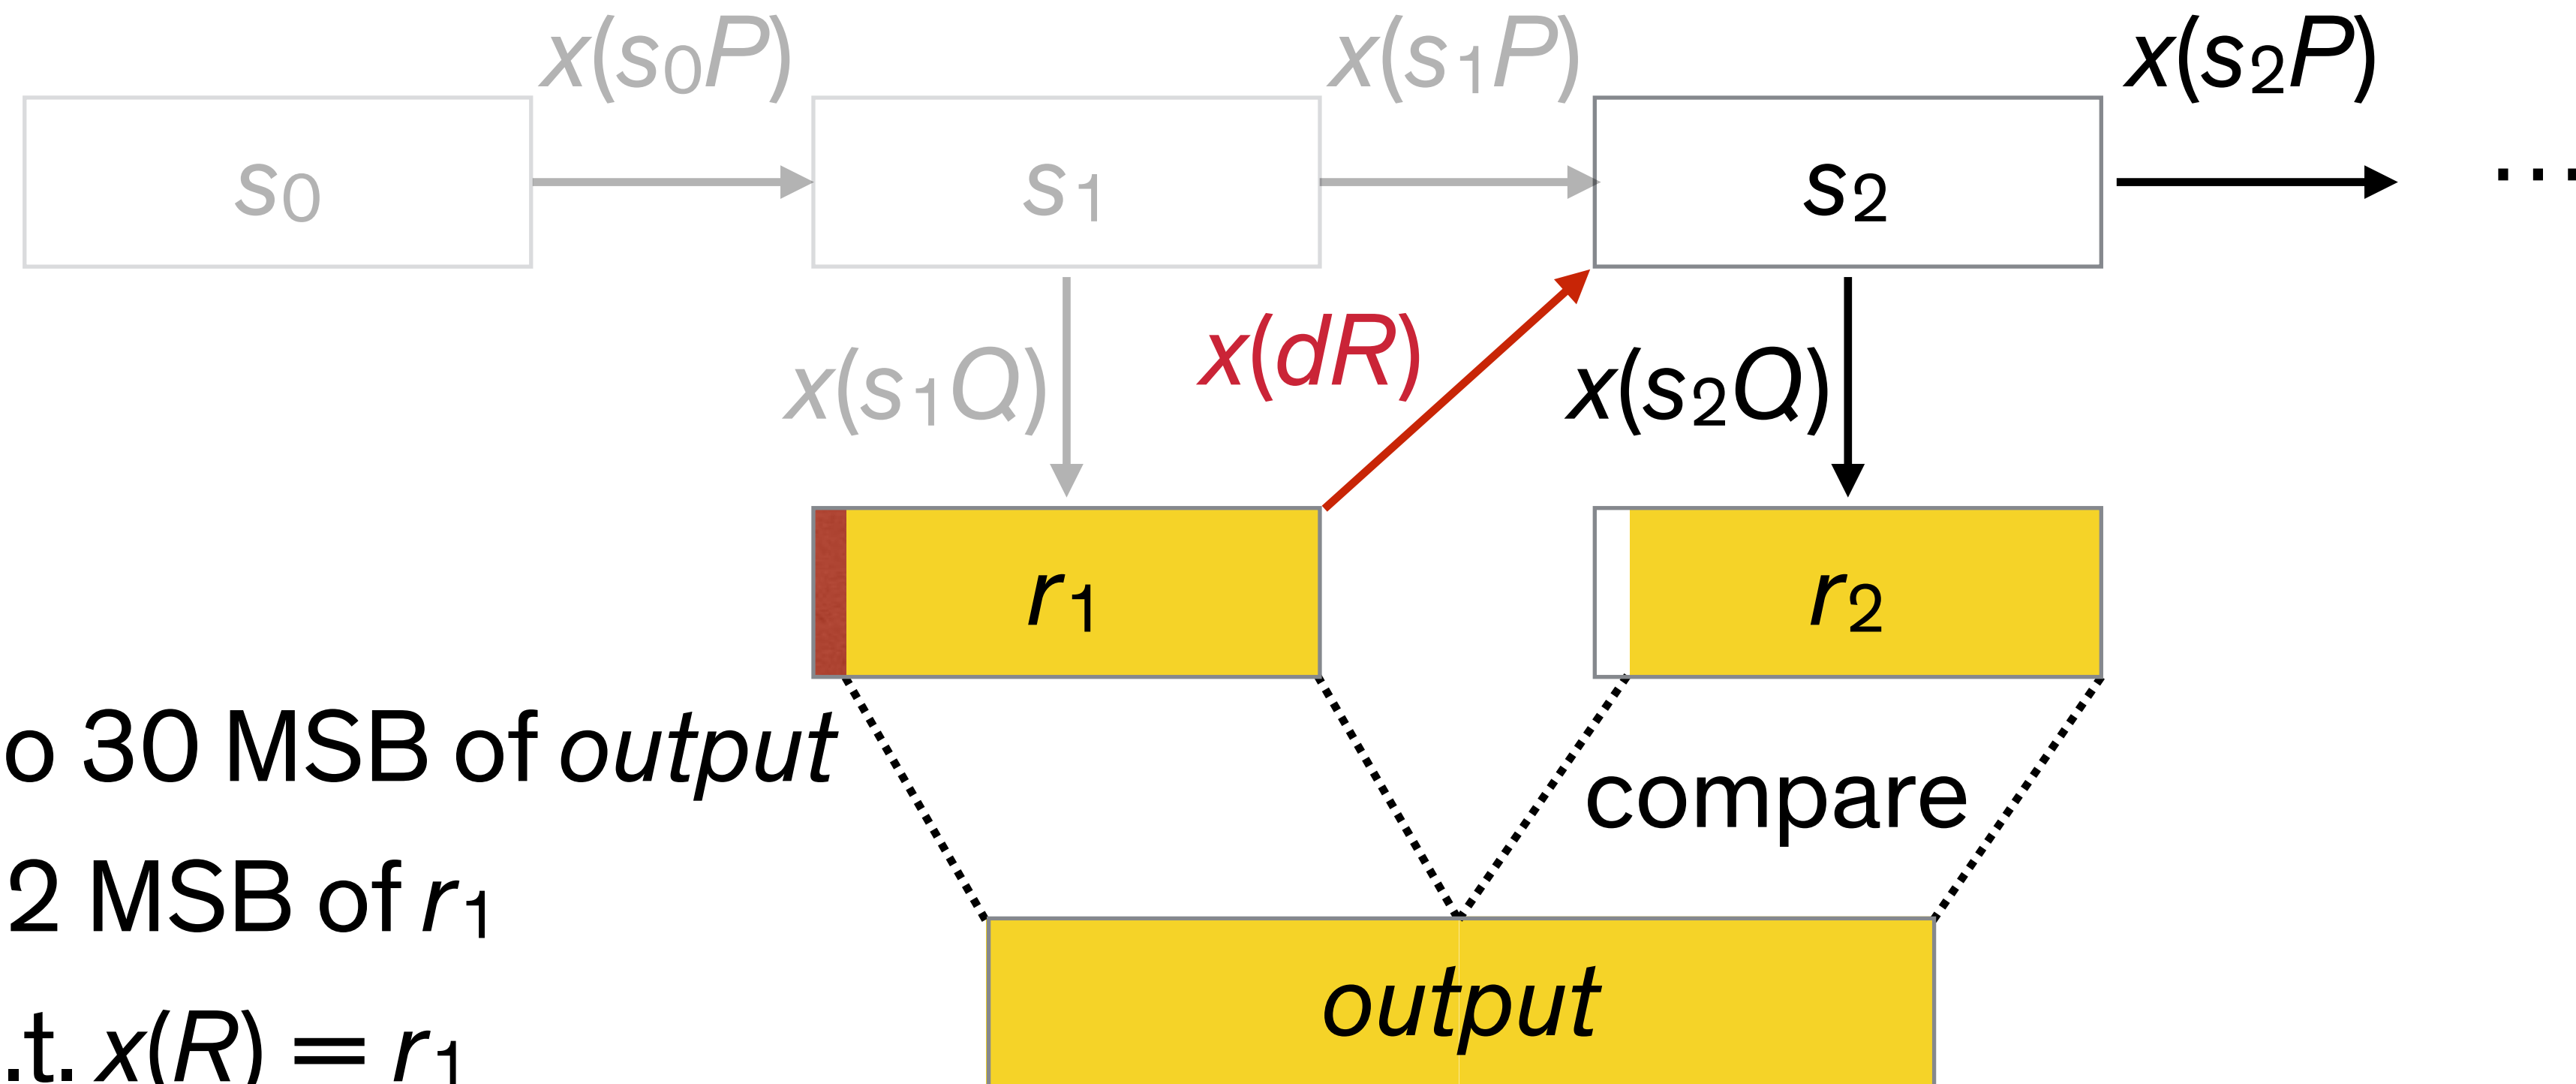 x(s₀P) x(s₁P) x(s₂P)
s₀ s₁ s₂ ...
x(s₁Q) x(dR) x(s₂Q)
r₁ r₂
o 30 MSB of output
compare
2 MSB of r₁
output
.t. x(R) = r₁